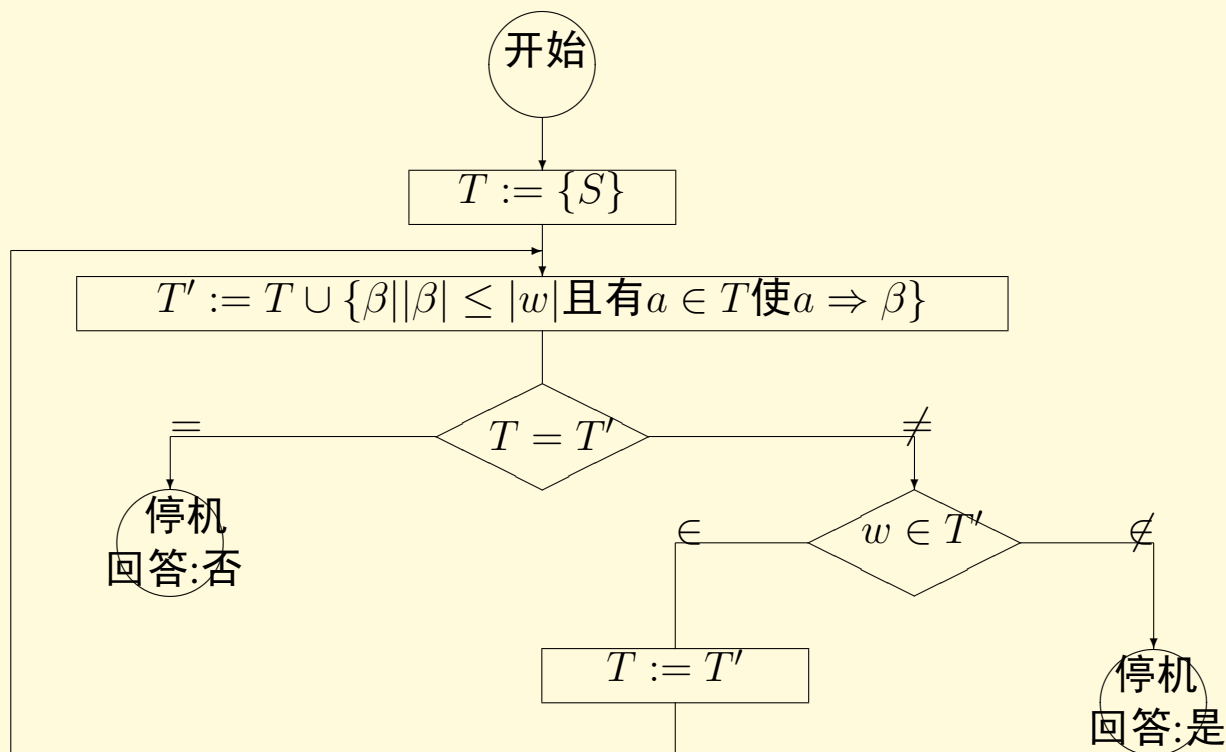 开始
T := {S}
T′ := T ∪ {β||β| ≤ |w|且有a ∈ T使a ⇒ β}
=
T = T′
≠
停机
回答:否
∈
w ∈ T′
∉
T := T′
停机
回答:是